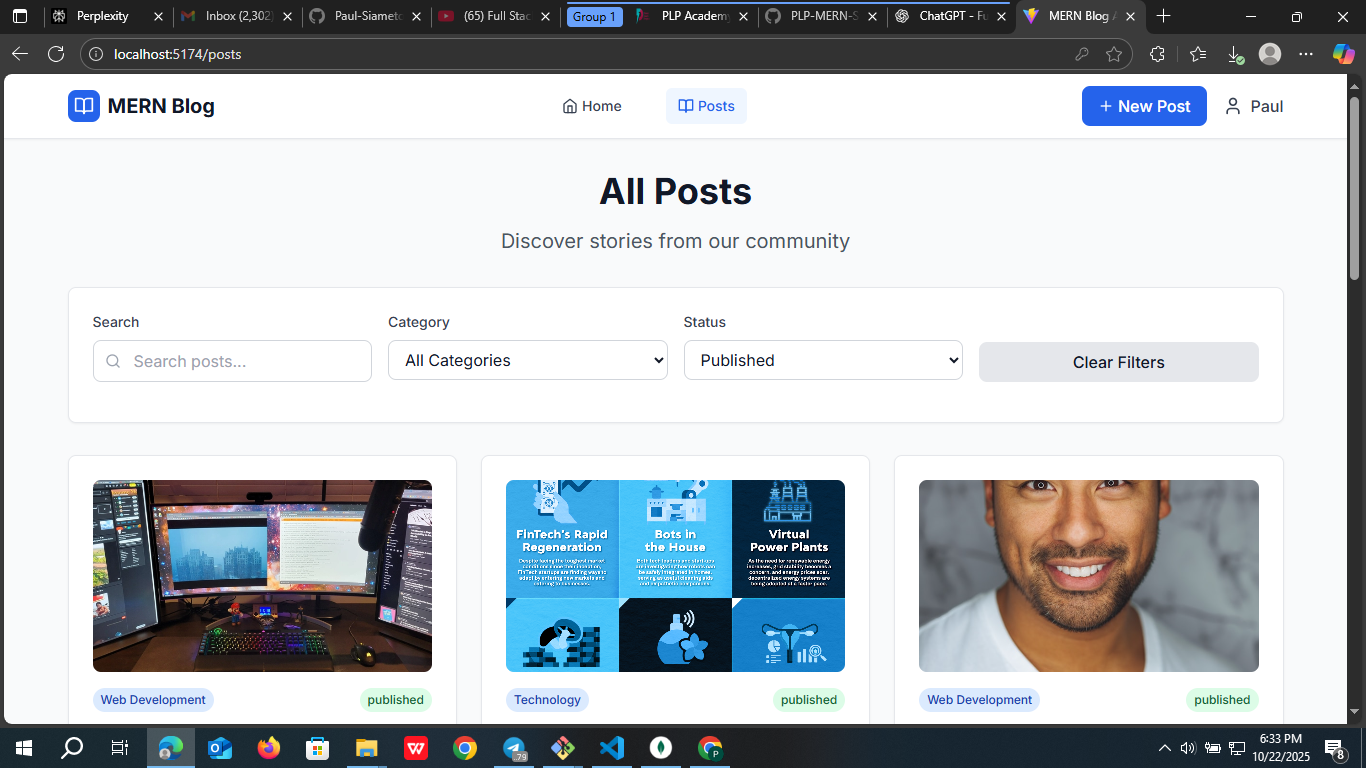 Perplexity
Inbox (2,302)
Paul-Siameto
(65) Full Stac
Group 1
PLP Academy
PLP-MERN-S
ChatGPT - Fu
MERN Blog A
localhost:5174/posts
MERN Blog
Home
Posts
+ New Post
Paul
All Posts
Discover stories from our community
Search
Category
Status
Search posts...
All Categories
Published
Clear Filters
FinTech's Rapid
Regeneration
Bots in
the House
Virtual
Power Plants
Web Development
published
Technology
published
Web Development
published
79
6:33 PM
10/22/2025
8